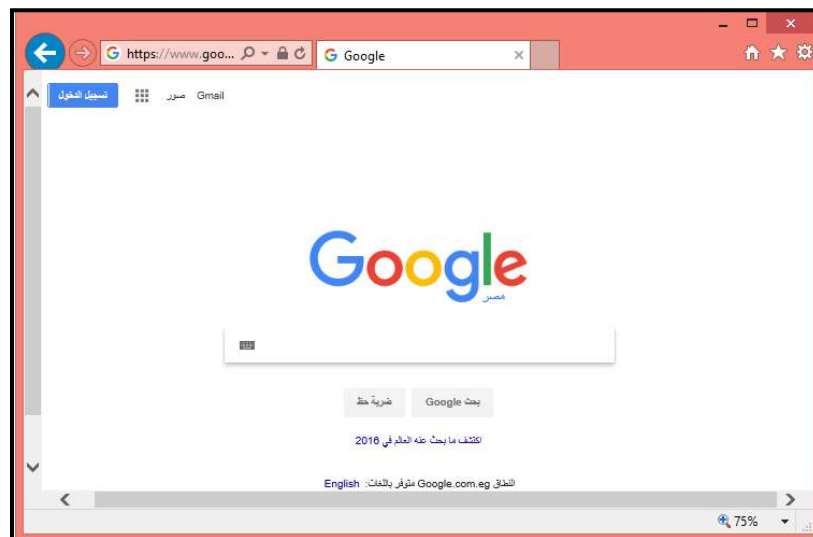 https://www.goo...
Google
Gmail صور تسجيل الدخول
Google
مصر
بحث Google ضربة حظ
اكتشف ما بحث عنه العالم في 2016
النطاق Google.com.eg متوفر باللغات: English
75%